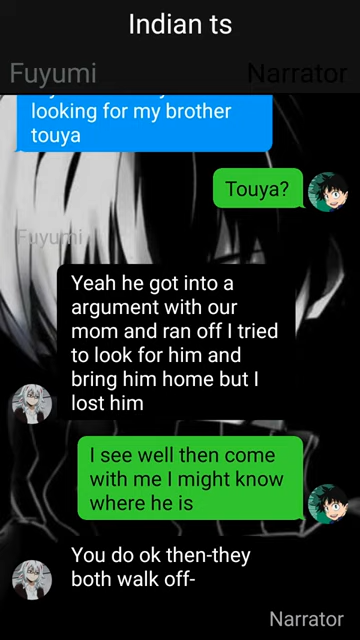 Indian ts
Fuyumi
Narrator
looking for my brother
touya
Touya?
Fuyumi
Yeah he got into a
argument with our
mom and ran off I tried
to look for him and
bring him home but I
lost him
I see well then come
with me I might know
where he is
You do ok then-they
both walk off-
Narrator